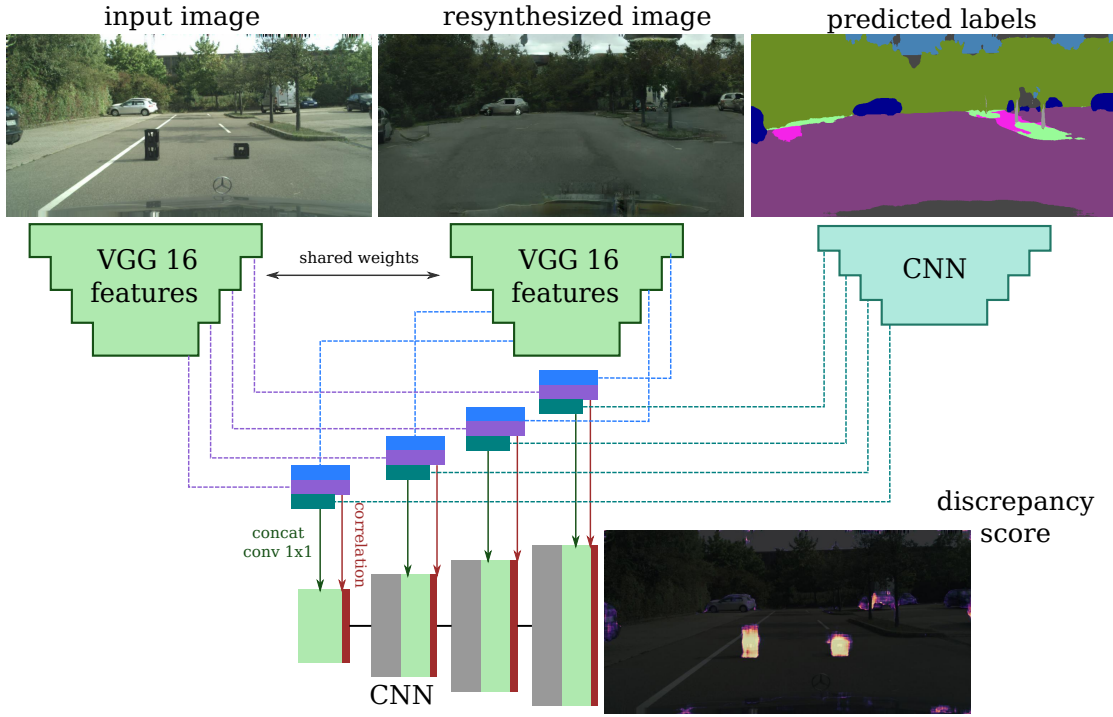 input image
resynthesized image
predicted labels
VGG 16
features
shared weights
VGG 16
features
CNN
concat
conv 1x1
correlation
CNN
discrepancy
score